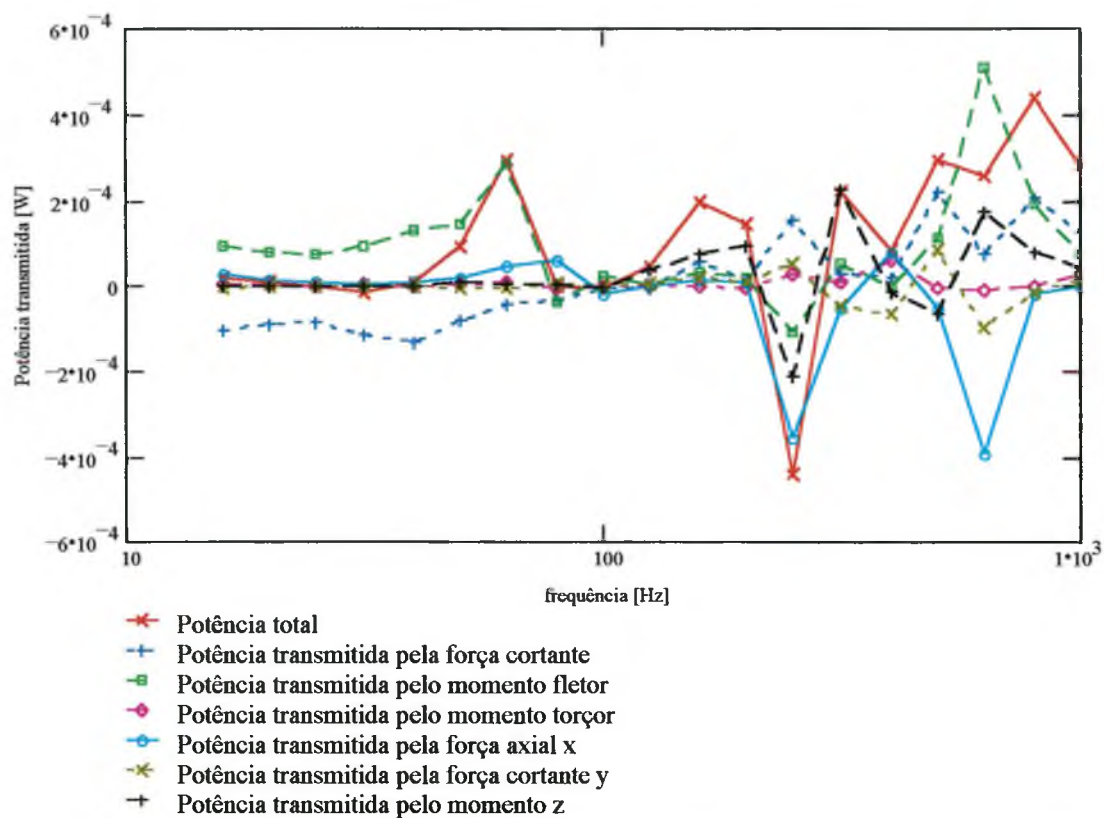 6*10⁻⁴
4*10⁻⁴
2*10⁻⁴
0
−2*10⁻⁴
−4*10⁻⁴
−6*10⁻⁴
Potência transmitida [W]
10
100
1*10³
frequência [Hz]
Potência total
Potência transmitida pela força cortante
Potência transmitida pelo momento fletor
Potência transmitida pelo momento torçor
Potência transmitida pela força axial x
Potência transmitida pela força cortante y
Potência transmitida pelo momento z